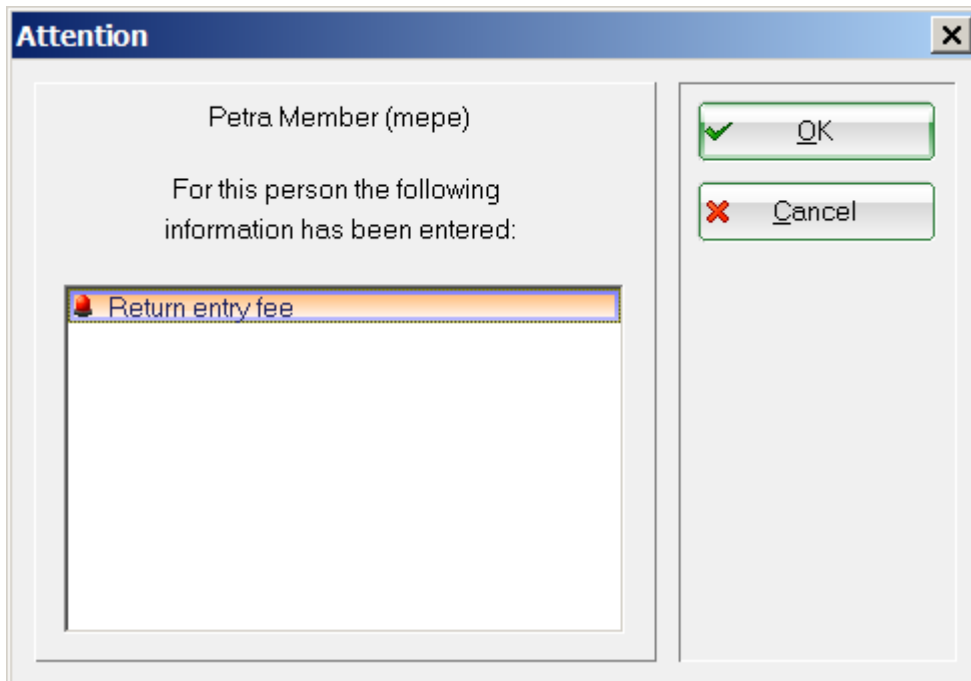 Attention
Petra Member (mepe)
For this person the following
information has been entered:
Return entry fee
OK
Cancel